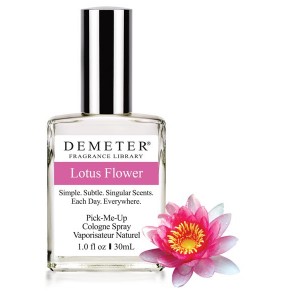 DEMETER®
FRAGRANCE LIBRARY
Lotus Flower
Simple. Subtle. Singular Scents.
Each Day. Everywhere.
Pick-Me-Up
Cologne Spray
Vaporisateur Naturel
1.0 fl oz I 30mL